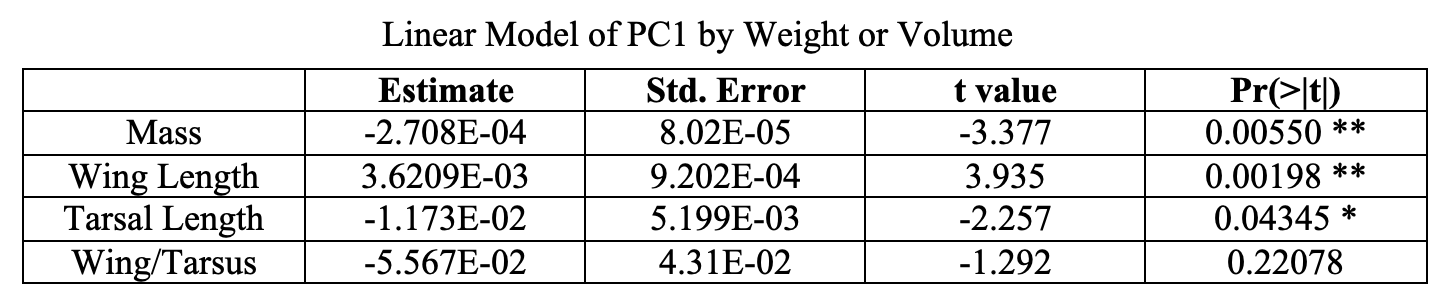 Linear Model of PC1 by Weight or Volume
Estimate Std. Error t value Pr(>|t|)
Mass -2.708E-04 8.02E-05 -3.377 0.00550 **
Wing Length 3.6209E-03 9.202E-04 3.935 0.00198 **
Tarsal Length -1.173E-02 5.199E-03 -2.257 0.04345 *
Wing/Tarsus -5.567E-02 4.31E-02 -1.292 0.22078